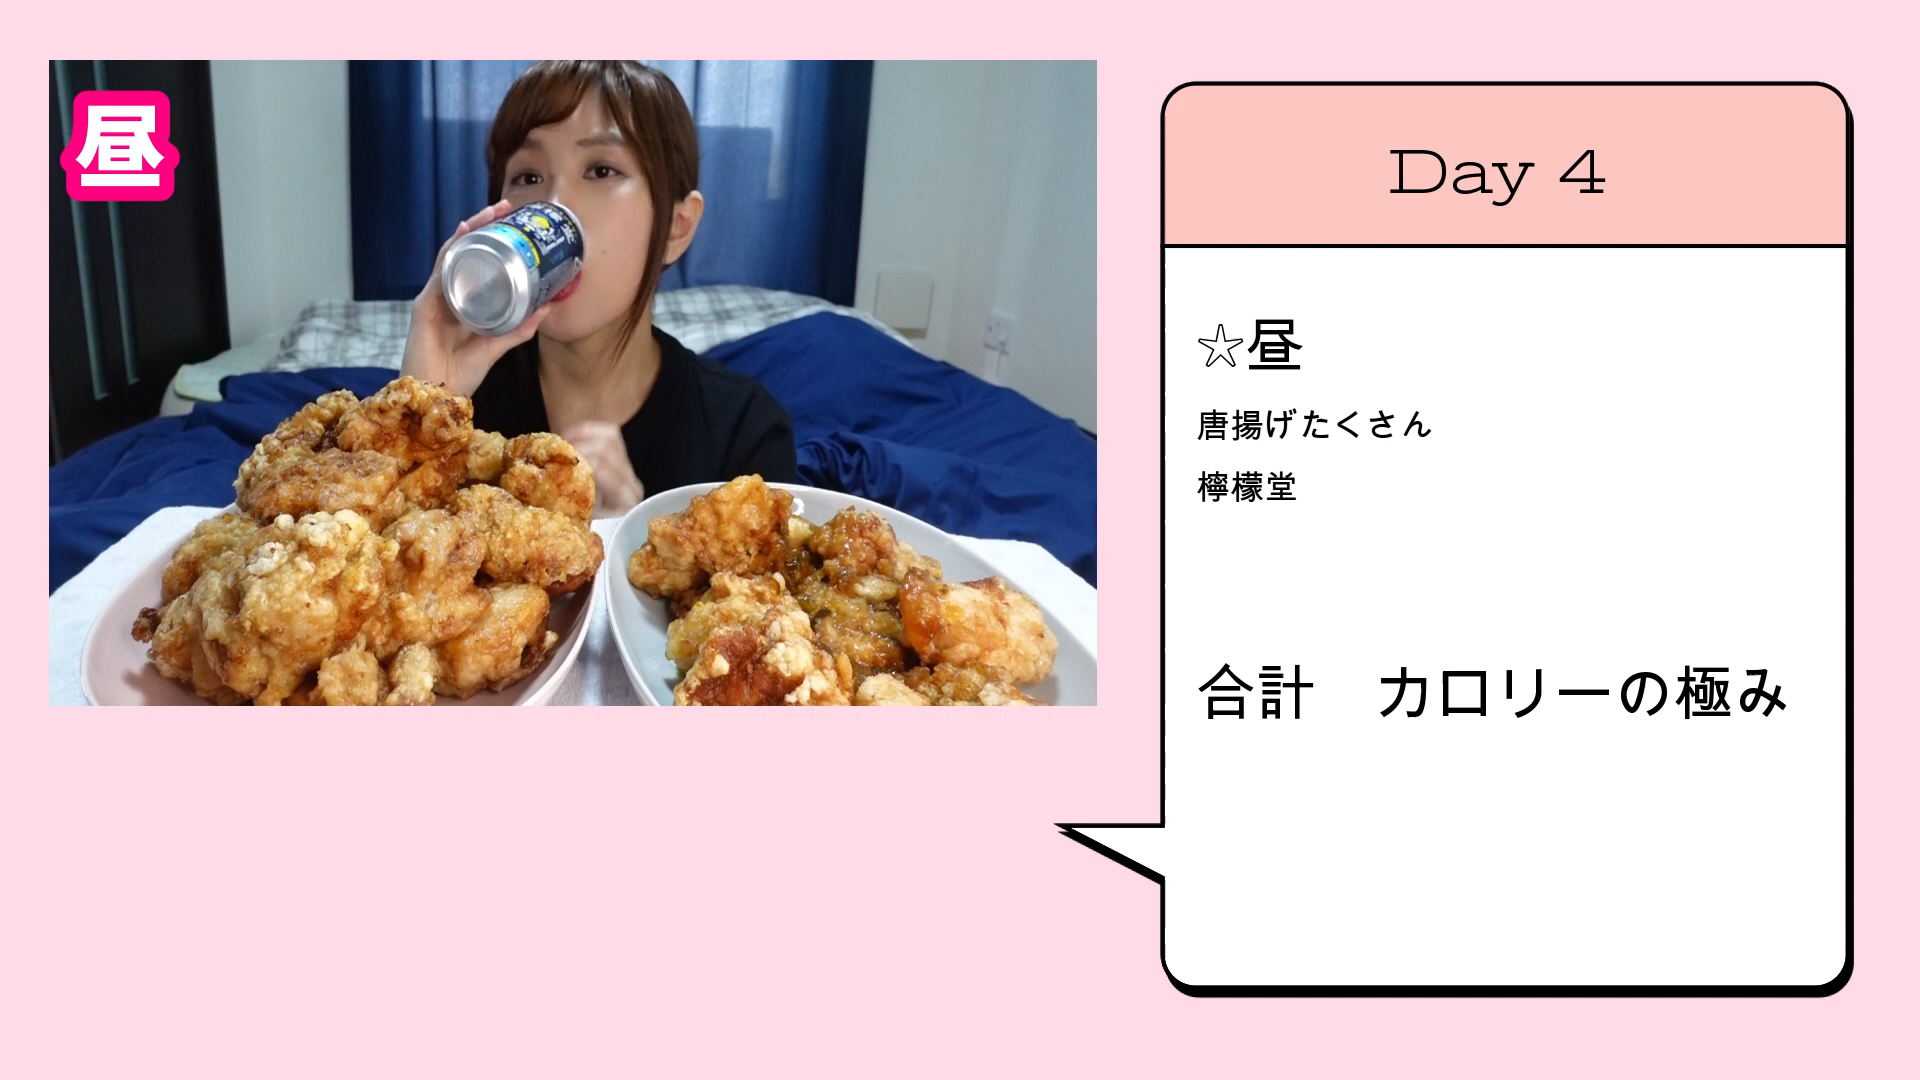 昼
Day 4
☆昼
唐揚げたくさん
檸檬堂
合計　カロリーの極み